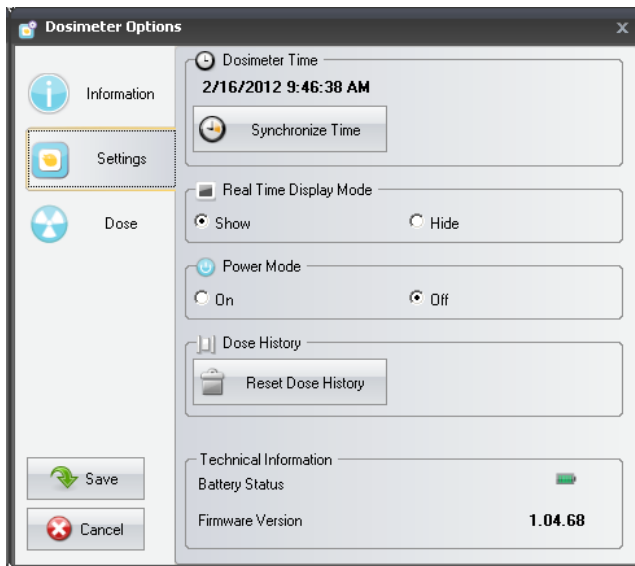 Dosimeter Options
x
Information
Settings
Dose
Save
Cancel
Dosimeter Time
2/16/2012 9:46:38 AM
Synchronize Time
Real Time Display Mode
Show Hide
Power Mode
On Off
Dose History
Reset Dose History
Technical Information
Battery Status
Firmware Version 1.04.68